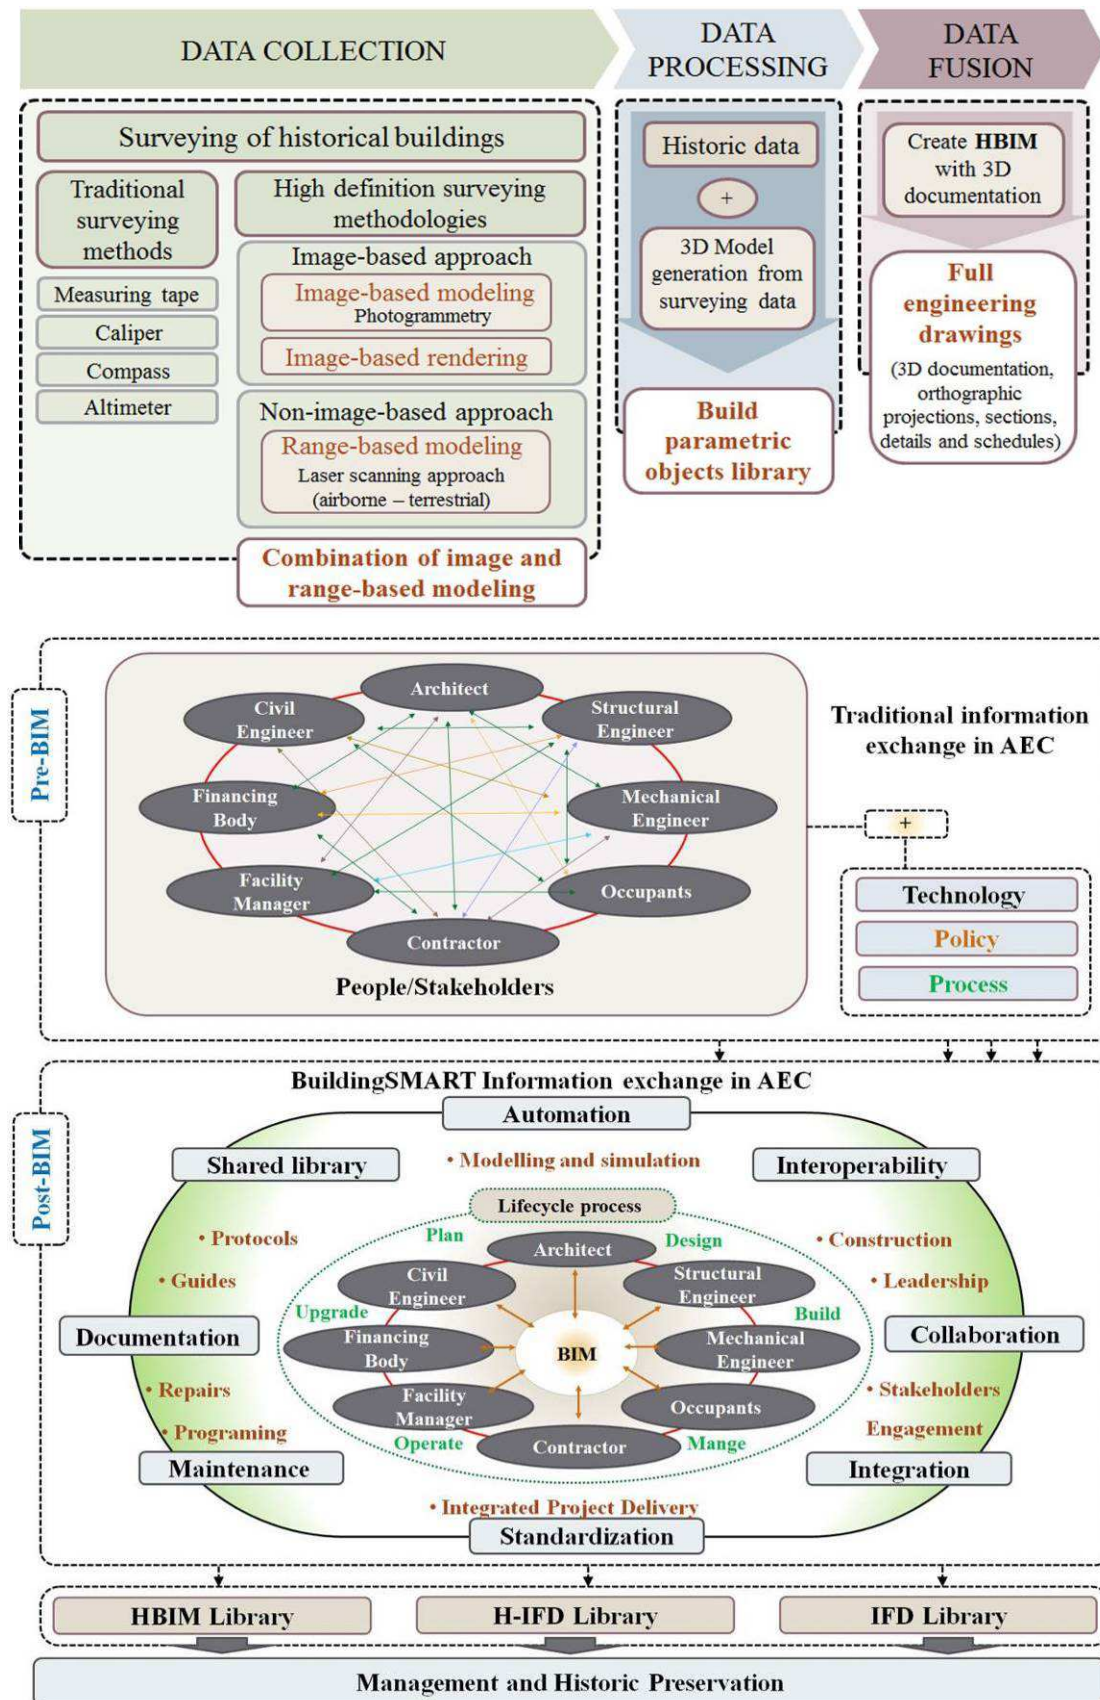 DATA COLLECTION
DATA
PROCESSING
DATA
FUSION
Surveying of historical buildings
Traditional
surveying
methods
Measuring tape
Caliper
Compass
Altimeter
High definition surveying
methodologies
Image-based approach
Image-based modeling
Photogrammetry
Image-based rendering
Non-image-based approach
Range-based modeling
Laser scanning approach
(airborne – terrestrial)
Combination of image and
range-based modeling
Historic data
+
3D Model
generation from
surveying data
Build
parametric
objects library
Create HBIM
with 3D
documentation
Full
engineering
drawings
(3D documentation,
orthographic
projections, sections,
details and schedules)
Pre-BIM
Architect
Civil
Engineer
Structural
Engineer
Financing
Body
Mechanical
Engineer
Facility
Manager
Occupants
Contractor
People/Stakeholders
Traditional information
exchange in AEC
+
Technology
Policy
Process
Post-BIM
BuildingSMART Information exchange in AEC
Automation
Shared library
• Modelling and simulation
Interoperability
Lifecycle process
• Protocols
Plan
Architect
Design
• Construction
• Guides
Civil
Engineer
Structural
Engineer
• Leadership
Upgrade
Build
Documentation
Financing
Body
BIM
Mechanical
Engineer
Collaboration
• Repairs
Facility
Manager
Occupants
• Stakeholders
Engagement
• Programing
Operate
Contractor
Mange
Maintenance
Integration
• Integrated Project Delivery
Standardization
HBIM Library
H-IFD Library
IFD Library
Management and Historic Preservation